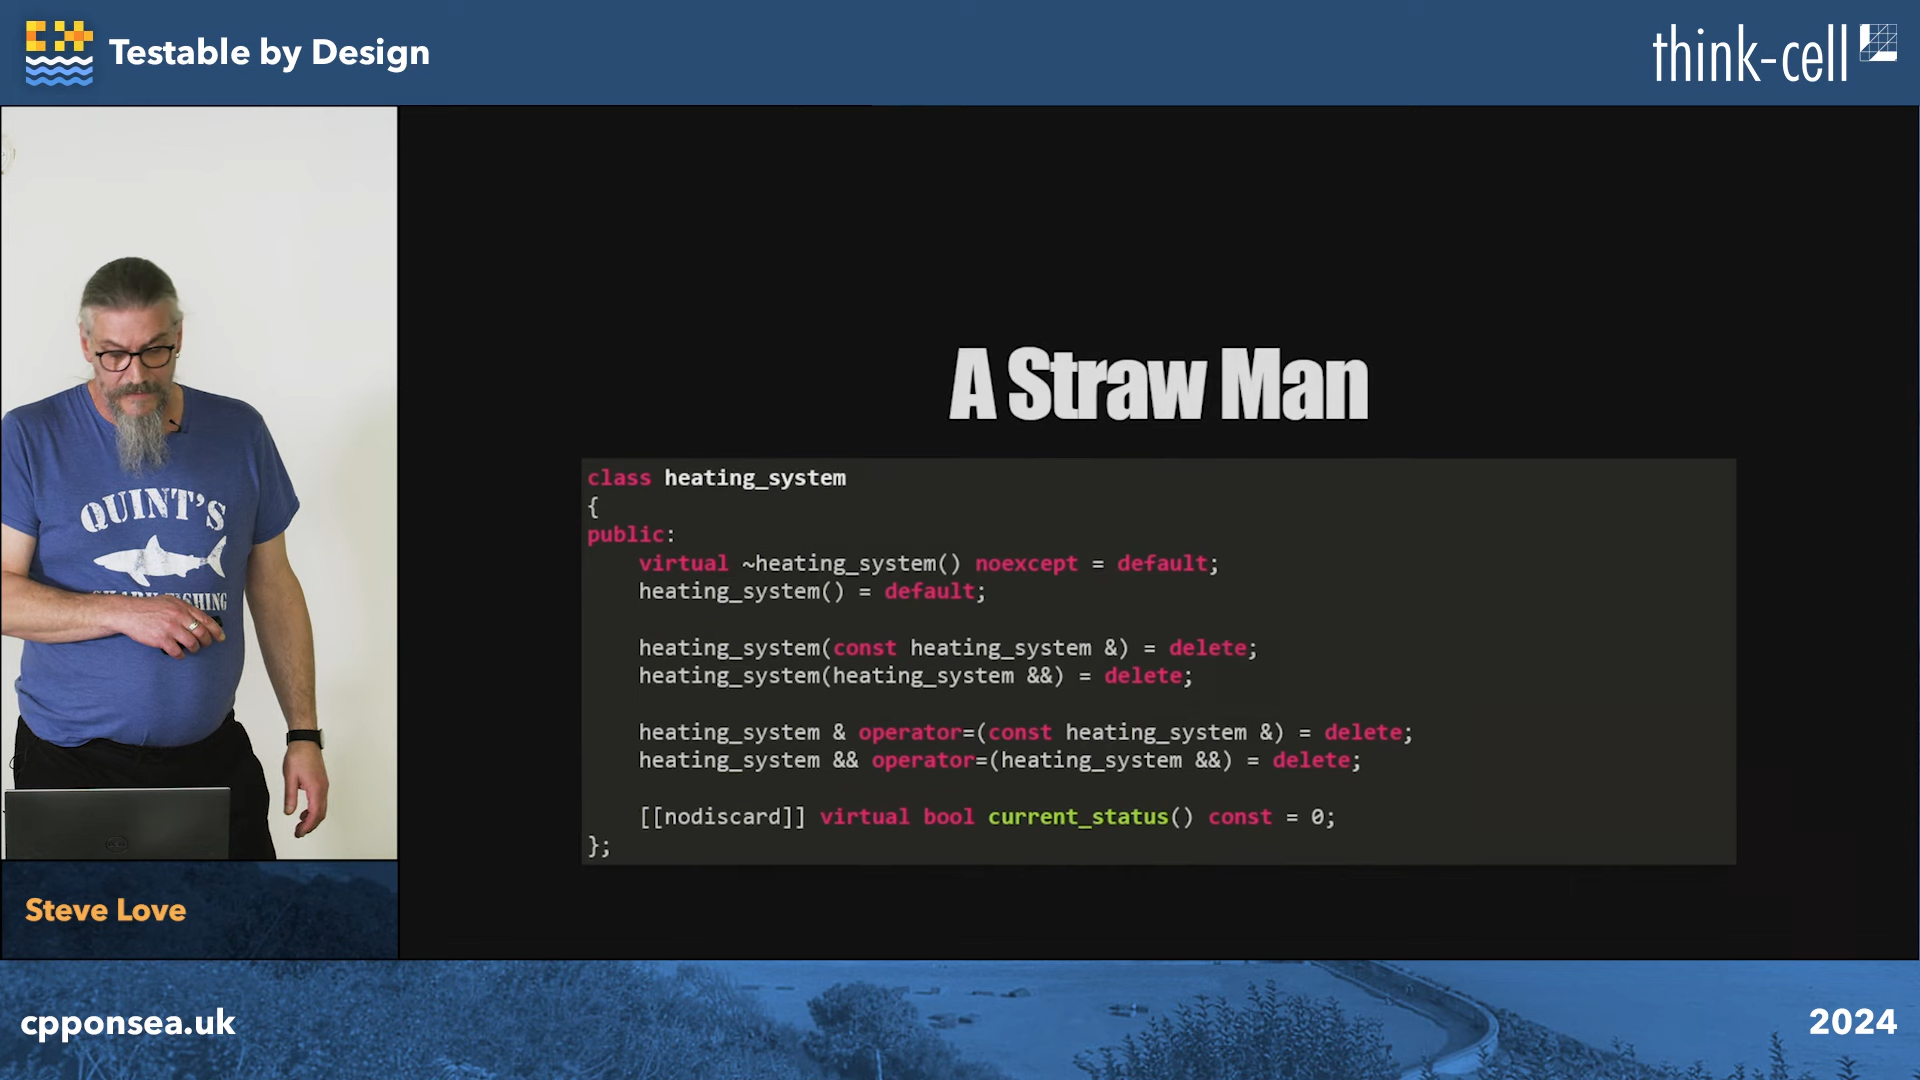 Testable by Design
think-cell
QUINT'S
A Straw Man
class heating_system
{
public:
    virtual ~heating_system() noexcept = default;
    heating_system() = default;
    heating_system(const heating_system &) = delete;
    heating_system(heating_system &&) = delete;
    heating_system & operator=(const heating_system &) = delete;
    heating_system && operator=(heating_system &&) = delete;
    [[nodiscard]] virtual bool current_status() const = 0;
};
Steve Love
cpponsea.uk
2024